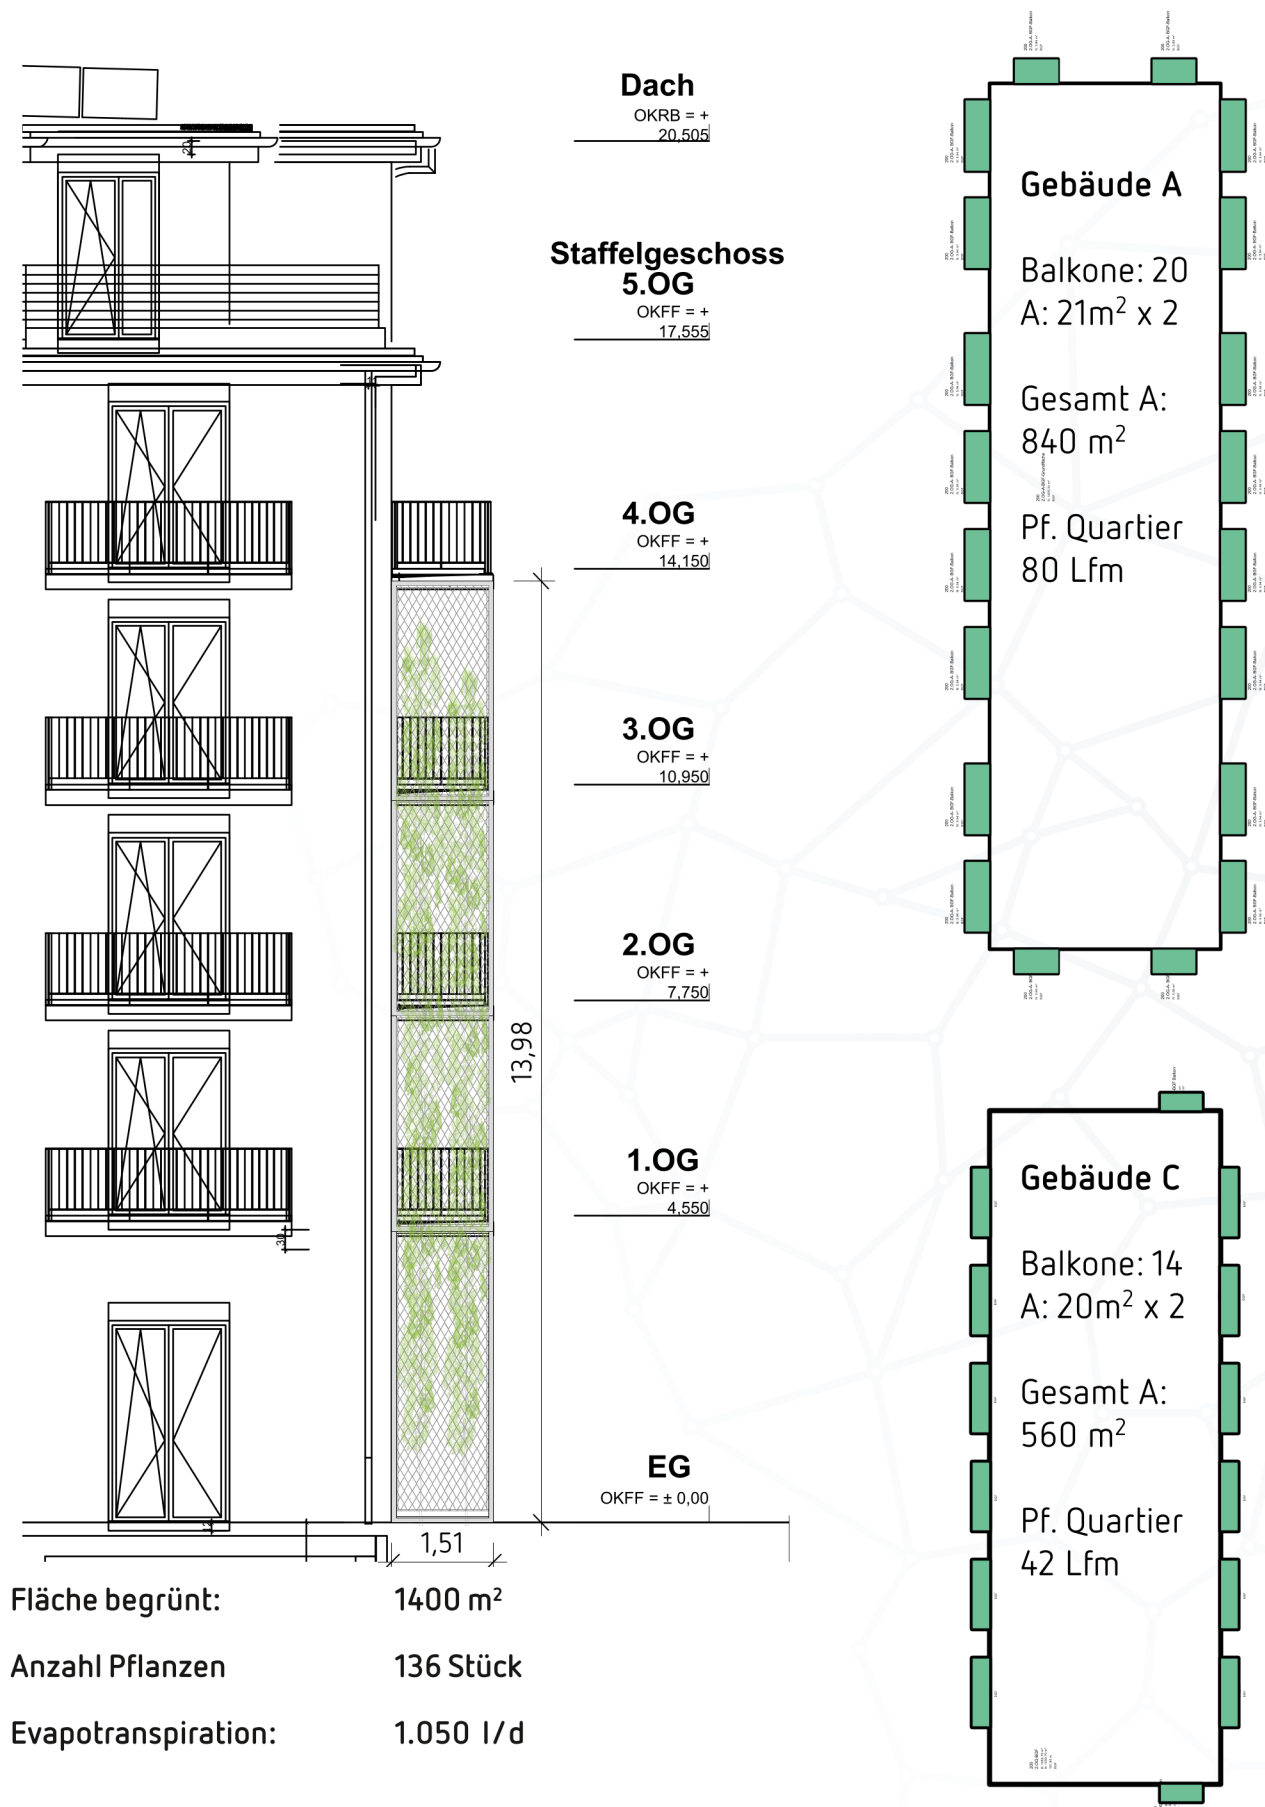 Dach
OKRB = +
20,505
20
Staffelgeschoss
5.OG
OKFF = +
17,555
4.OG
OKFF = +
14,150
3.OG
OKFF = +
10,950
2.OG
OKFF = +
7,750
13,98
1.OG
OKFF = +
4,550
30
EG
OKFF = ± 0,00
1,51
Fläche begrünt: 1400 m²
Anzahl Pflanzen 136 Stück
Evapotranspiration: 1.050 l/d
Gebäude A
Balkone: 20
A: 21m² x 2
Gesamt A:
840 m²
Pf. Quartier
80 Lfm
Gebäude C
Balkone: 14
A: 20m² x 2
Gesamt A:
560 m²
Pf. Quartier
42 Lfm